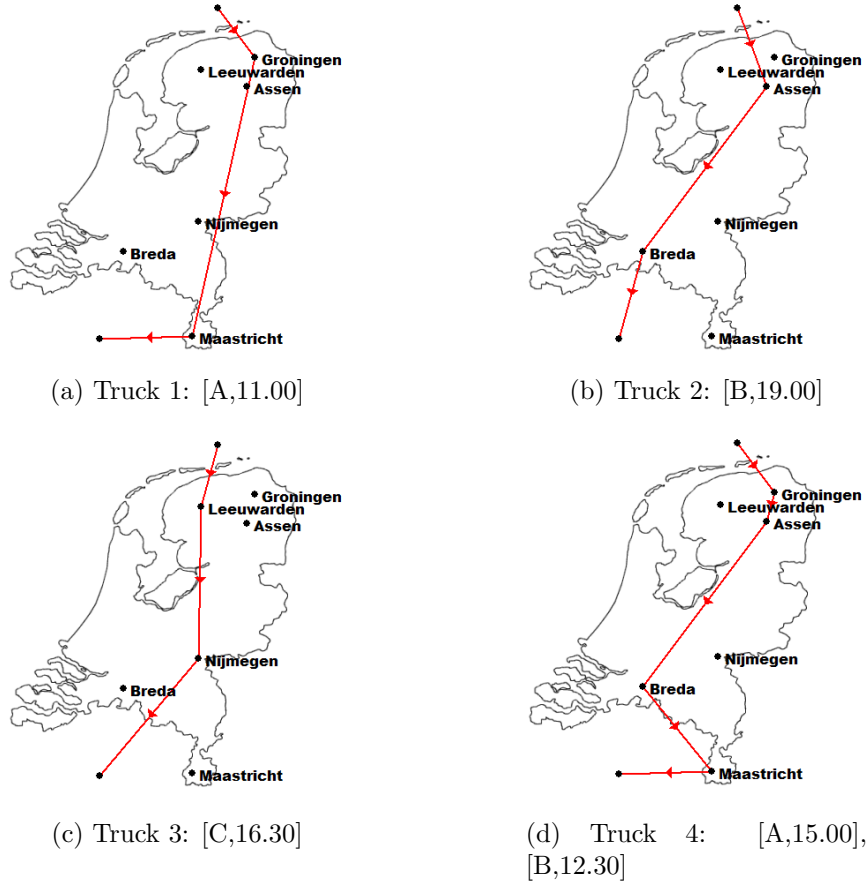 Groningen
Leeuwarden
Assen
Nijmegen
Breda
Maastricht
(a) Truck 1: [A,11.00]
Groningen
Leeuwarden
Assen
Nijmegen
Breda
Maastricht
(b) Truck 2: [B,19.00]
Groningen
Leeuwarden
Assen
Nijmegen
Breda
Maastricht
(c) Truck 3: [C,16.30]
Groningen
Leeuwarden
Assen
Nijmegen
Breda
Maastricht
(d) Truck 4: [A,15.00],
[B,12.30]